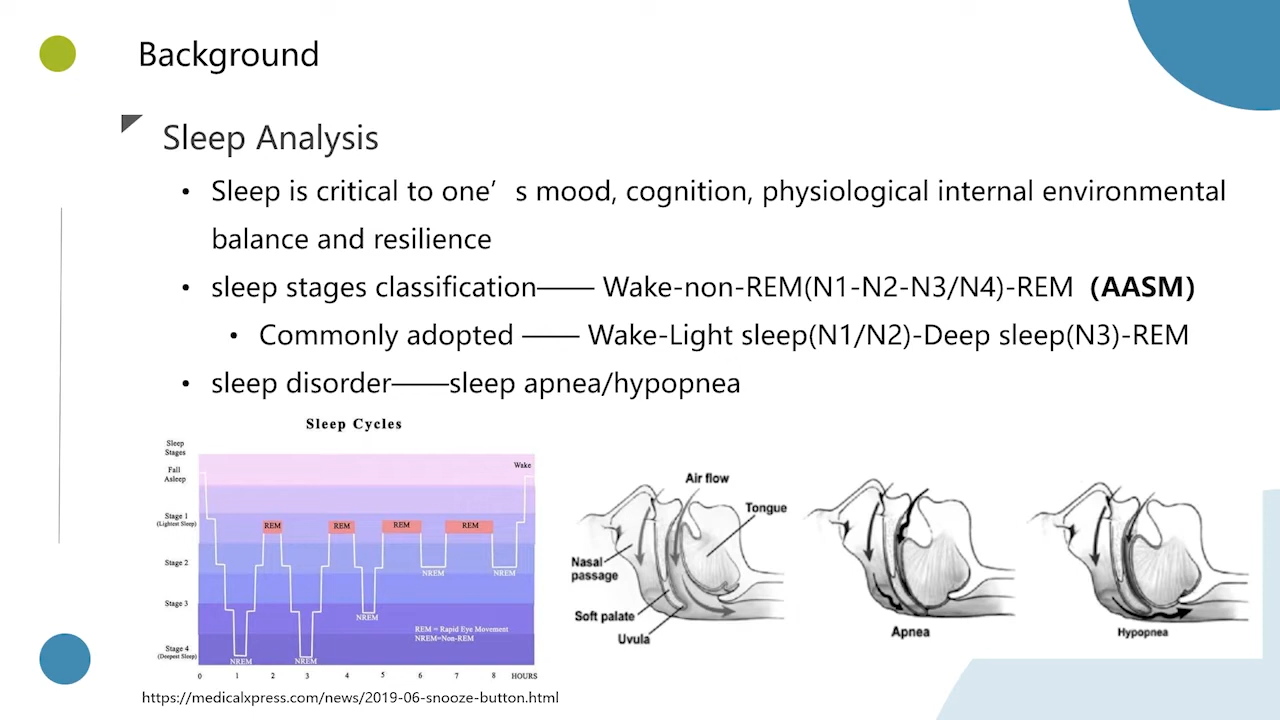 Background
Sleep Analysis
• Sleep is critical to one’s mood, cognition, physiological internal environmental
balance and resilience
• sleep stages classification—— Wake-non-REM(N1-N2-N3/N4)-REM (AASM)
• Commonly adopted —— Wake-Light sleep(N1/N2)-Deep sleep(N3)-REM
• sleep disorder——sleep apnea/hypopnea
Sleep Cycles
Sleep
Stages
Fall
Asleep
Wake
Stage 1
(Lightest Sleep)
REM REM REM REM
Stage 2
NREM NREM
Stage 3
NREM
REM = Rapid Eye Movement
NREM=Non-REM
Stage 4
(Deepest Sleep)
NREM NREM
0 1 2 3 4 5 6 7 8 HOURS
https://medicalxpress.com/news/2019-06-snooze-button.html
Air flow
Tongue
Nasal
passage
Soft palate
Uvula
Apnea
Hypopnea